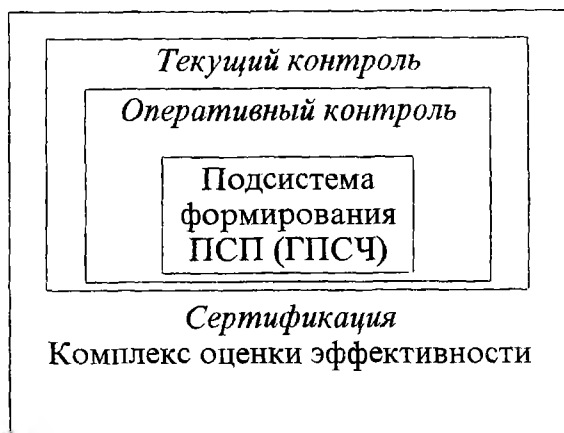 Текущий контроль
Оперативный контроль
Подсистема
формирования
ПСП (ГПСЧ)
Сертификация
Комплекс оценки эффективности